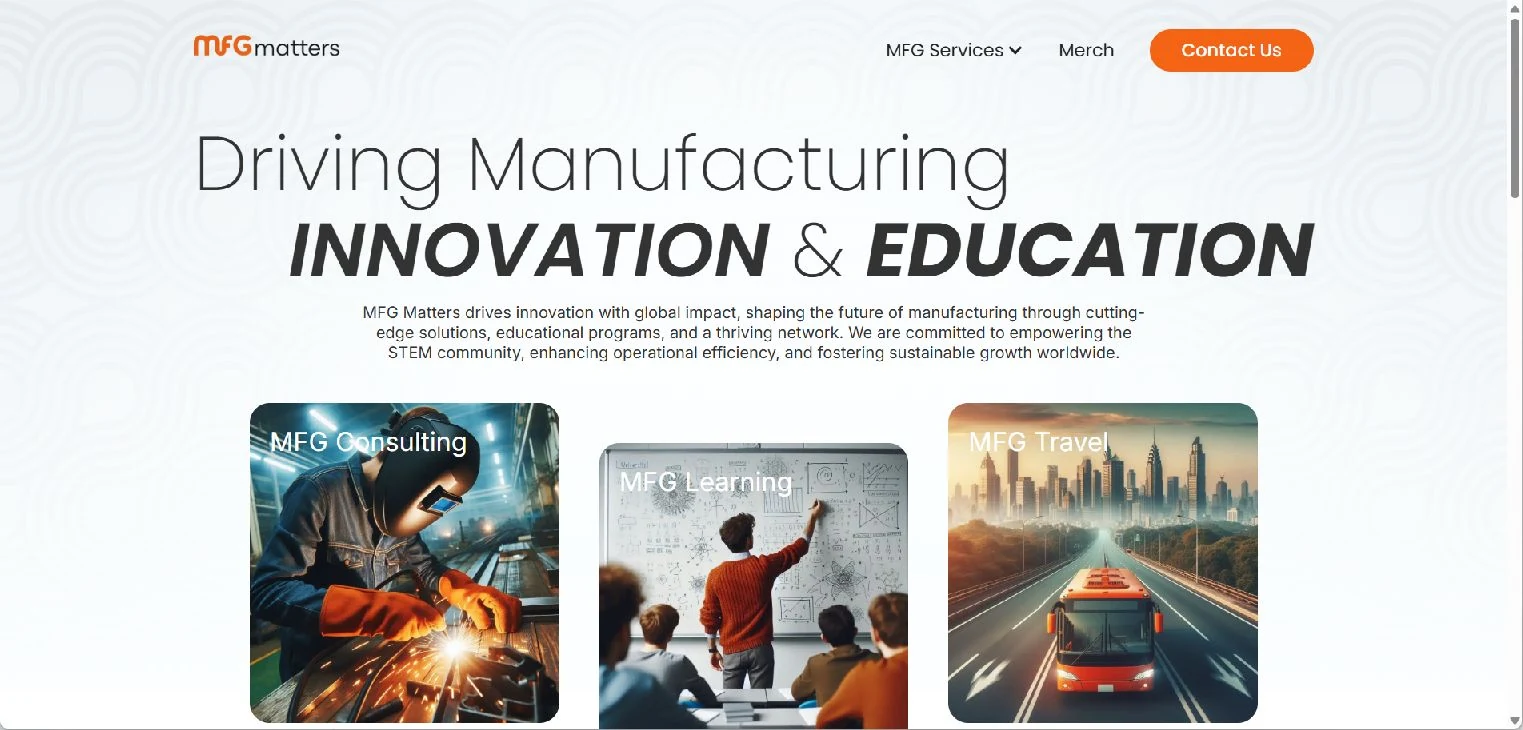 MFG matters
MFG Services
Merch
Contact Us
Driving Manufacturing
INNOVATION & EDUCATION
MFG Matters drives innovation with global impact, shaping the future of manufacturing through cutting-
edge solutions, educational programs, and a thriving network. We are committed to empowering the
STEM community, enhancing operational efficiency, and fostering sustainable growth worldwide.
MFG Consulting
MFG Learning
MFG Travel